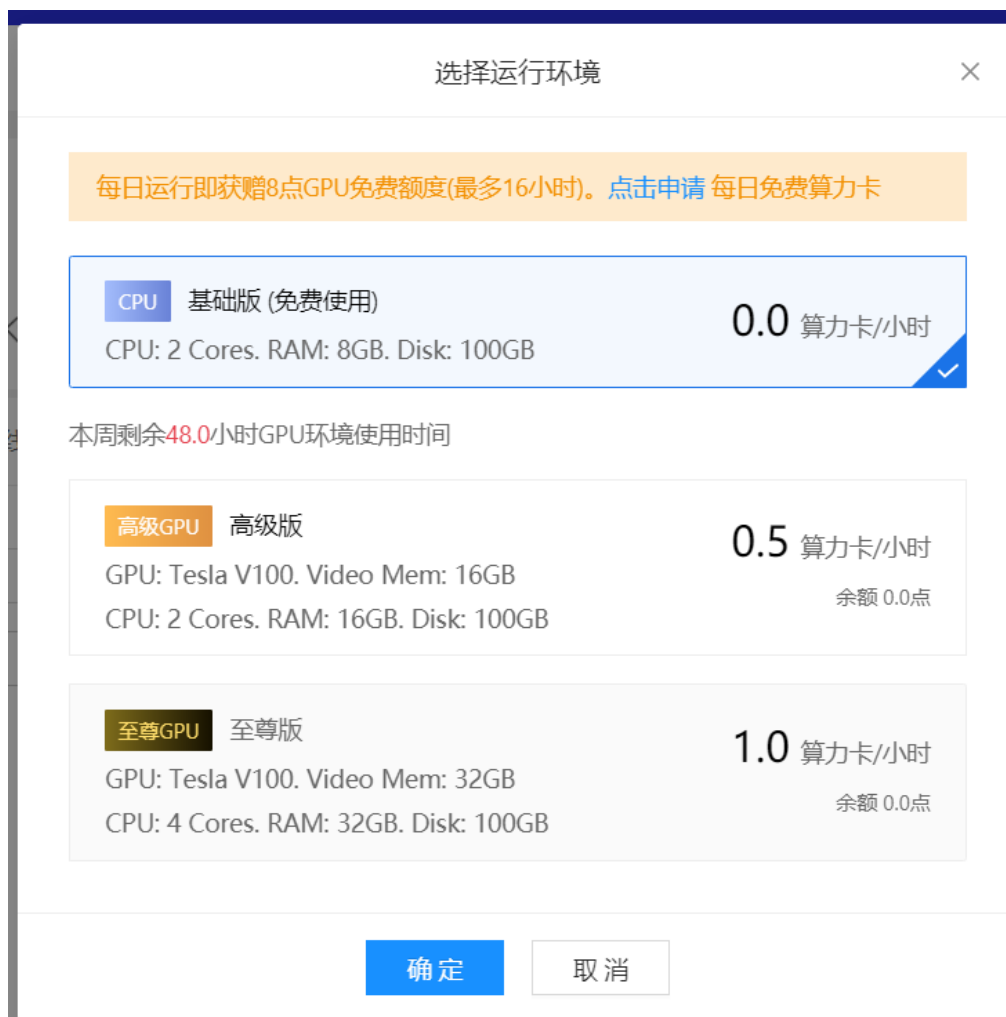 选择运行环境
每日运行即获赠8点GPU免费额度(最多16小时)。点击申请 每日免费算力卡
CPU 基础版 (免费使用)
0.0 算力卡/小时
CPU: 2 Cores. RAM: 8GB. Disk: 100GB
本周剩余48.0小时GPU环境使用时间
高级GPU 高级版
0.5 算力卡/小时
GPU: Tesla V100. Video Mem: 16GB
余额 0.0点
CPU: 2 Cores. RAM: 16GB. Disk: 100GB
至尊GPU 至尊版
1.0 算力卡/小时
GPU: Tesla V100. Video Mem: 32GB
余额 0.0点
CPU: 4 Cores. RAM: 32GB. Disk: 100GB
确定
取消